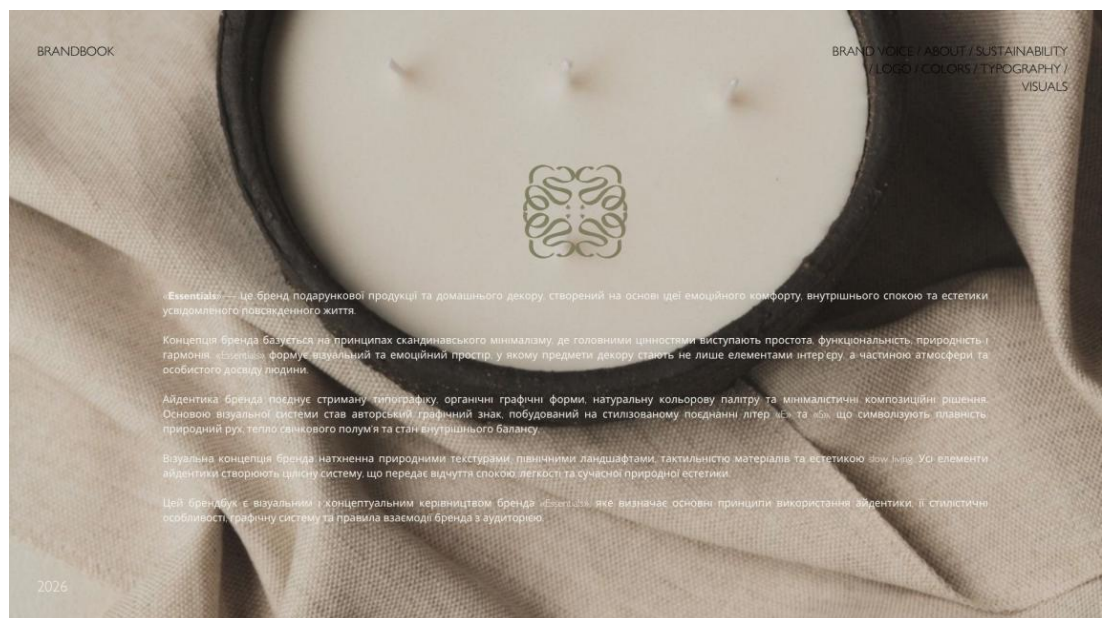 BRANDBOOK
BRAND VOICE / ABOUT / SUSTAINABILITY
/ LOGO / COLORS / TYPOGRAPHY /
VISUALS
«Essentials» — це бренд подарункової продукції та домашнього декору, створений на основі ідеї емоційного комфорту, внутрішнього спокою та естетики
усвідомленого повсякденного життя.
Концепція бренда базується на принципах скандинавського мінімалізму, де головними цінностями виступають простота, функціональність, природність і
гармонія. «Essentials» формує візуальний та емоційний простір, у якому предмети декору стають не лише елементами інтер'єру, а частиною атмосфери та
особистого досвіду людини.
Айдентика бренда поєднує стриману типографіку, органічні графічні форми, натуральну кольорову палітру та мінімалістичні композиційні рішення.
Основою візуальної системи став авторський графічний знак, побудований на стилізованому поєднанні літер «E» та «S», що символізують плавність,
природний рух, тепло свічкового полум'я та стан внутрішнього балансу.
Візуальна концепція бренда натхненна природними текстурами, північними ландшафтами, тактильністю матеріалів та естетикою slow living. Усі елементи
айдентики створюють цілісну систему, що передає відчуття спокою, легкості та сучасної природної естетики.
Цей брендбук є візуальним і концептуальним керівництвом бренда «Essentials», яке визначає основні принципи використання айдентики, її стилістичні
особливості, графічну систему та правила взаємодії бренда з аудиторією.
2026